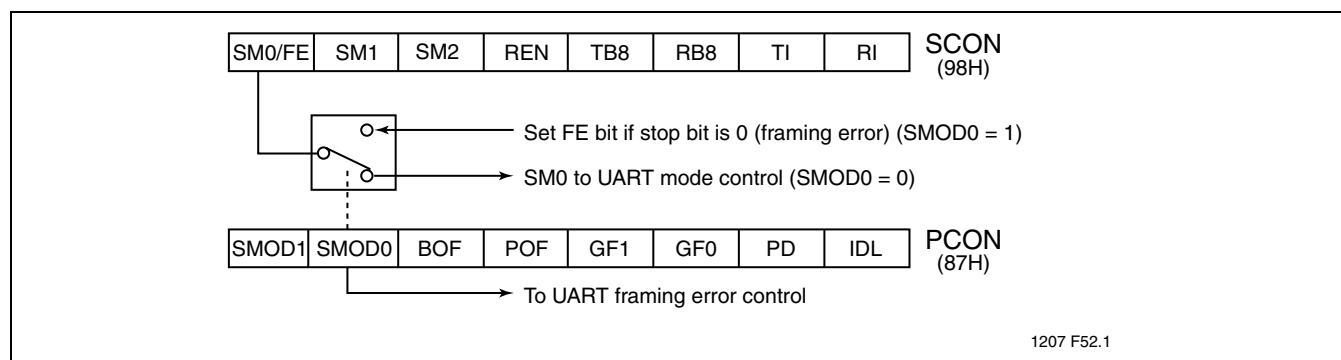 SM0/FE SM1 SM2 REN TB8 RB8 TI RI SCON
(98H)
Set FE bit if stop bit is 0 (framing error) (SMOD0 = 1)
SM0 to UART mode control (SMOD0 = 0)
SMOD1 SMOD0 BOF POF GF1 GF0 PD IDL PCON
(87H)
To UART framing error control
1207 F52.1